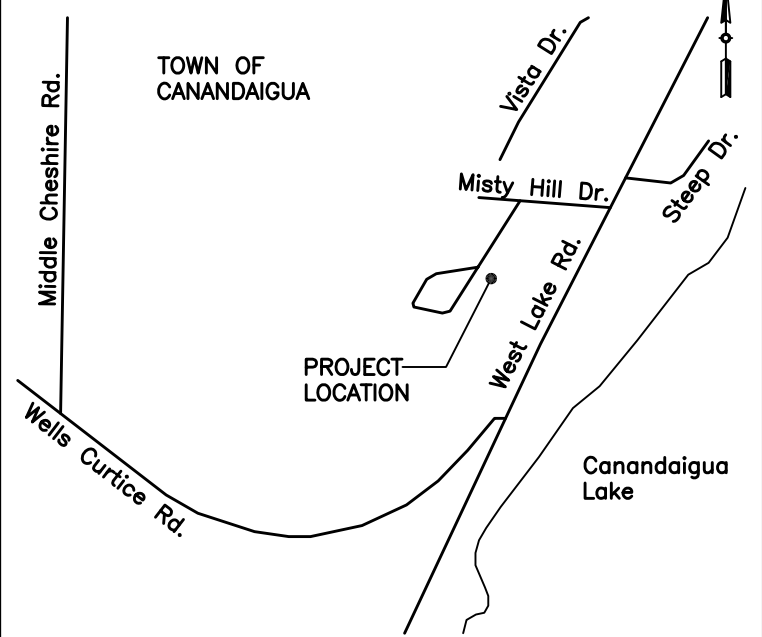 TOWN OF
CANANDAIGUA
Vista Dr.
Middle Cheshire Rd.
Misty Hill Dr.
Steep Dr.
West Lake Rd.
PROJECT
LOCATION
Wells Curtice Rd.
Canandaigua
Lake